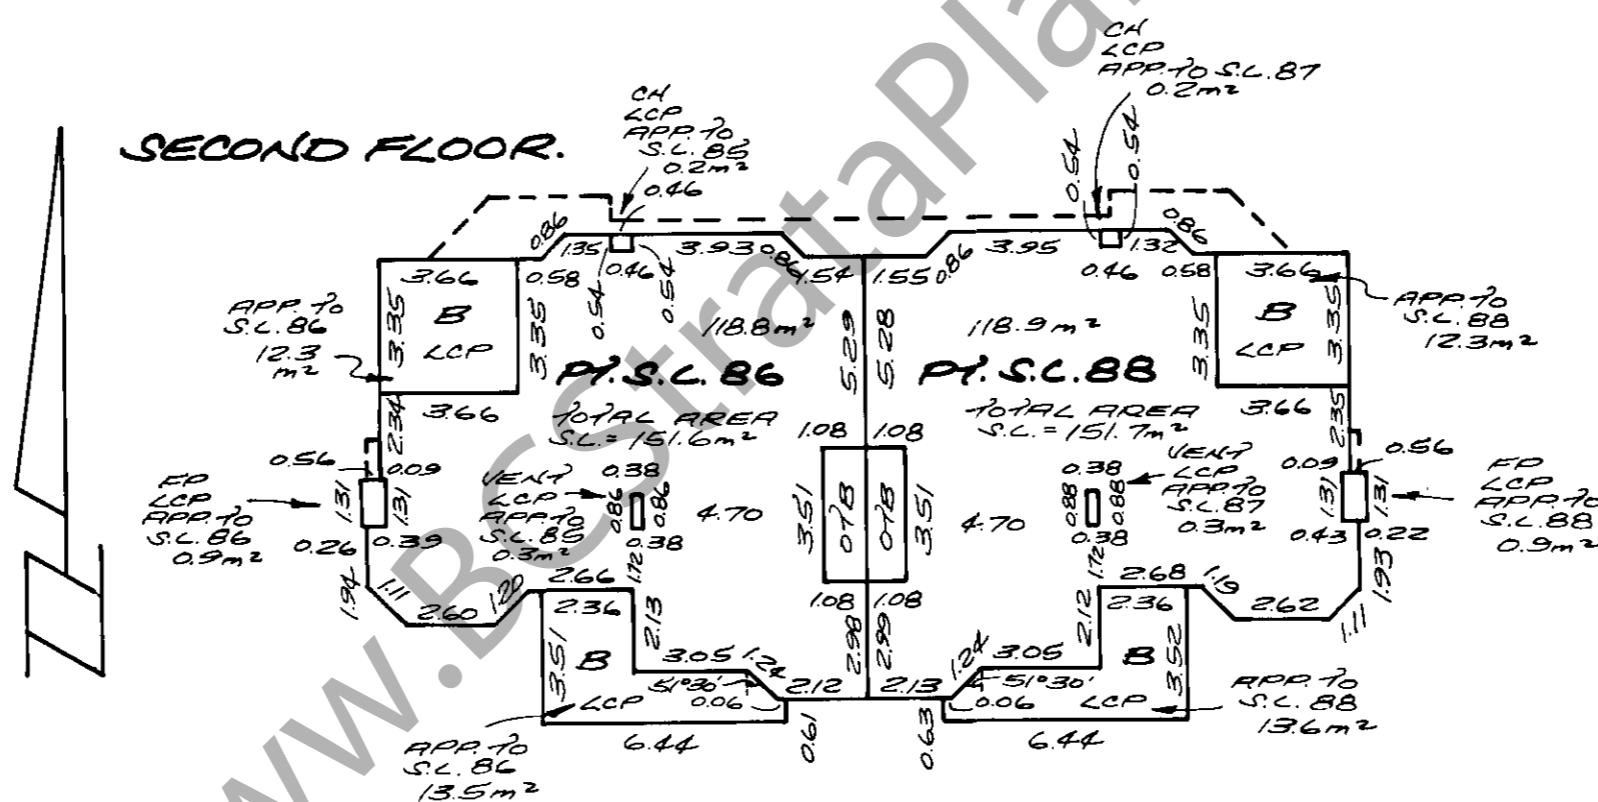 SECOND FLOOR.
CH
LCP
APP. TO
S.L. 85
0.2m²
0.46
CH
LCP
APP. TO S.L. 87
0.2m²
0.54
0.54
0.86
1.35
0.46
3.93
0.86
1.54
1.55
0.86
3.95
0.46
1.32
0.86
0.58
0.54
0.54
0.58
3.66
B
LCP
3.35
3.35
3.66
APP. TO
S.L. 86
12.3
m²
118.8m²
5.29
5.28
118.9m²
3.66
B
LCP
3.35
3.35
3.66
APP. TO
S.L. 88
12.3m²
PT. S.L. 86
TOTAL AREA
S.L. = 151.6m²
PT. S.L. 88
TOTAL AREA
S.L. = 151.7m²
2.34
0.56
0.09
FP
LCP
APP. TO
S.L. 86
0.9m²
1.31
1.31
0.26
0.39
VENT
LCP
APP. TO
S.L. 85
0.3m²
0.38
0.86
0.86
0.38
4.70
1.08
1.08
3.51
OTB
OTB
3.51
1.08
1.08
4.70
0.38
0.88
0.88
0.38
VENT
LCP
APP. TO
S.L. 87
0.3m²
2.35
0.09
0.56
1.31
1.31
0.43
0.22
FP
LCP
APP. TO
S.L. 88
0.9m²
1.94
1.11
2.60
1.20
2.66
1.72
2.36
2.13
3.51
B
LCP
3.05
1.24
51°30'
0.06
2.12
2.98
2.99
2.13
0.61
6.44
APP. TO
S.L. 86
13.5m²
1.24
3.05
51°30'
0.06
1.72
2.12
2.68
2.36
1.19
2.62
1.11
1.93
B
LCP
3.52
0.63
6.44
APP. TO
S.L. 88
13.6m²
www.BCStrataPla